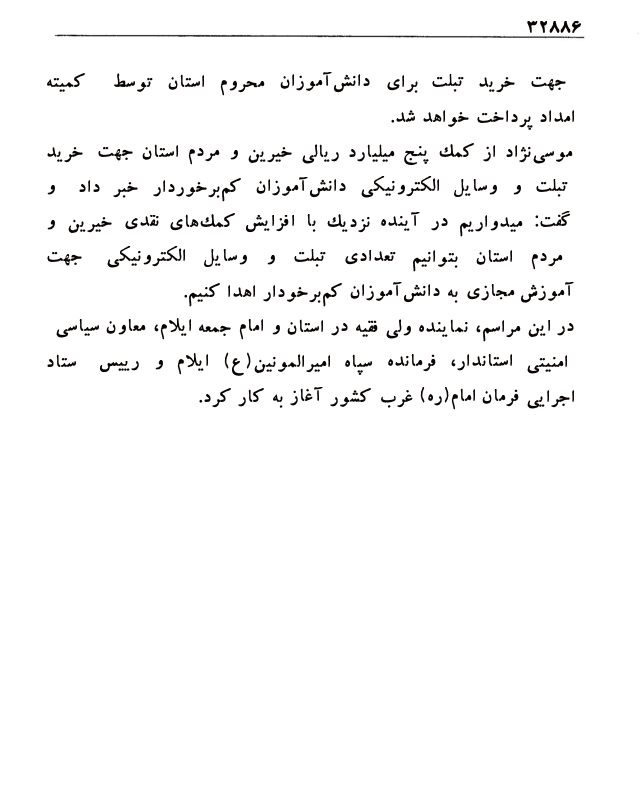 ۳۲۸۸۶
جهت خرید تبلت برای دانش‌آموزان محروم استان توسط کمیته
امداد پرداخت خواهد شد.
موسی‌نژاد از کمك پنج میلیارد ریالی خیرین و مردم استان جهت خرید
تبلت و وسایل الکترونیکی دانش‌آموزان کم‌برخوردار خبر داد و
گفت: میدواریم در آینده نزدیك با افزایش کمك‌های نقدی خیرین و
مردم استان بتوانیم تعدادی تبلت و وسایل الکترونیکی جهت
آموزش مجازی به دانش‌آموزان کم‌برخودار اهدا کنیم.
در این مراسم، نماینده ولی فقیه در استان و امام جمعه ایلام، معاون سیاسی
امنیتی استاندار، فرمانده سپاه امیرالمونین(ع) ایلام و رییس ستاد
اجرایی فرمان امام(ره) غرب کشور آغاز به کار کرد.